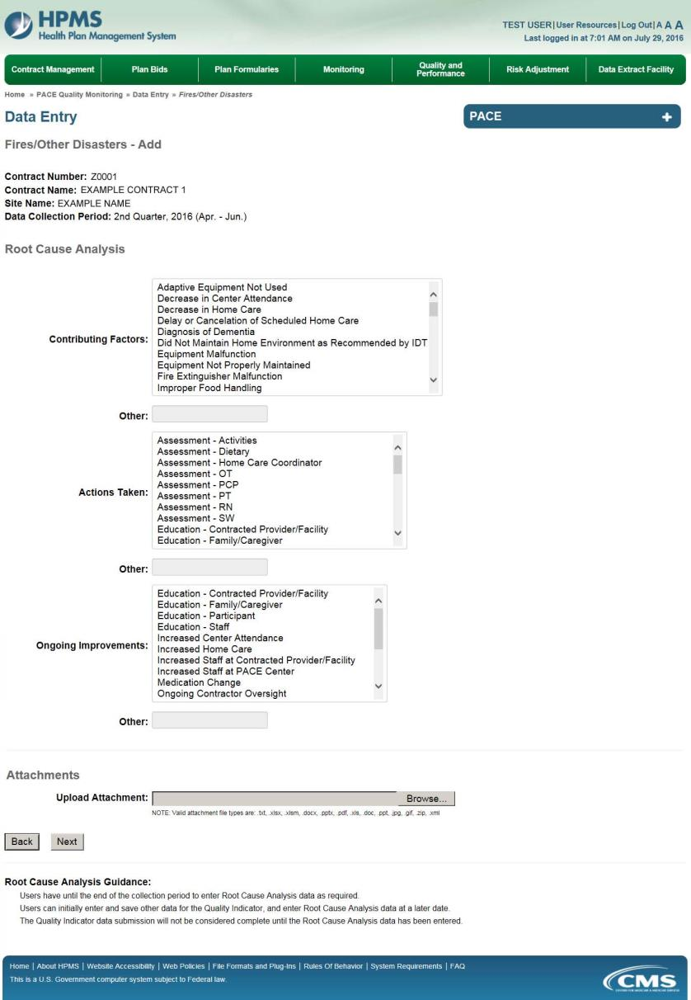 HPMS
Health Plan Management System
TEST USER|User Resources|Log Out|A A A
Last logged in at 7:01 AM on July 29, 2016
Contract Management
Plan Bids
Plan Formularies
Monitoring
Quality and
Performance
Risk Adjustment
Data Extract Facility
Home » PACE Quality Monitoring » Data Entry » Fires/Other Disasters
Data Entry
PACE +
Fires/Other Disasters - Add
Contract Number: Z0001
Contract Name: EXAMPLE CONTRACT 1
Site Name: EXAMPLE NAME
Data Collection Period: 2nd Quarter, 2016 (Apr. - Jun.)
Root Cause Analysis
Contributing Factors:
Adaptive Equipment Not Used
Decrease in Center Attendance
Decrease in Home Care
Delay or Cancelation of Scheduled Home Care
Diagnosis of Dementia
Did Not Maintain Home Environment as Recommended by IDT
Equipment Malfunction
Equipment Not Properly Maintained
Fire Extinguisher Malfunction
Improper Food Handling
Other:
Actions Taken:
Assessment - Activities
Assessment - Dietary
Assessment - Home Care Coordinator
Assessment - OT
Assessment - PCP
Assessment - PT
Assessment - RN
Assessment - SW
Education - Contracted Provider/Facility
Education - Family/Caregiver
Other:
Ongoing Improvements:
Education - Contracted Provider/Facility
Education - Family/Caregiver
Education - Participant
Education - Staff
Increased Center Attendance
Increased Home Care
Increased Staff at Contracted Provider/Facility
Increased Staff at PACE Center
Medication Change
Ongoing Contractor Oversight
Other:
Attachments
Upload Attachment:
Browse...
NOTE: Valid attachment file types are: .txt, .xlsx, .xlsm, .docx, .pptx, .pdf, .xls, .doc, .ppt, .jpg, .gif, .zip, .xml
Back
Next
Root Cause Analysis Guidance:
Users have until the end of the collection period to enter Root Cause Analysis data as required.
Users can initially enter and save other data for the Quality Indicator, and enter Root Cause Analysis data at a later date.
The Quality Indicator data submission will not be considered complete until the Root Cause Analysis data has been entered.
Home | About HPMS | Website Accessibility | Web Policies | File Formats and Plug-Ins | Rules Of Behavior | System Requirements | FAQ
This is a U.S. Government computer system subject to Federal law.
CMS
CENTERS FOR MEDICARE & MEDICAID SERVICES